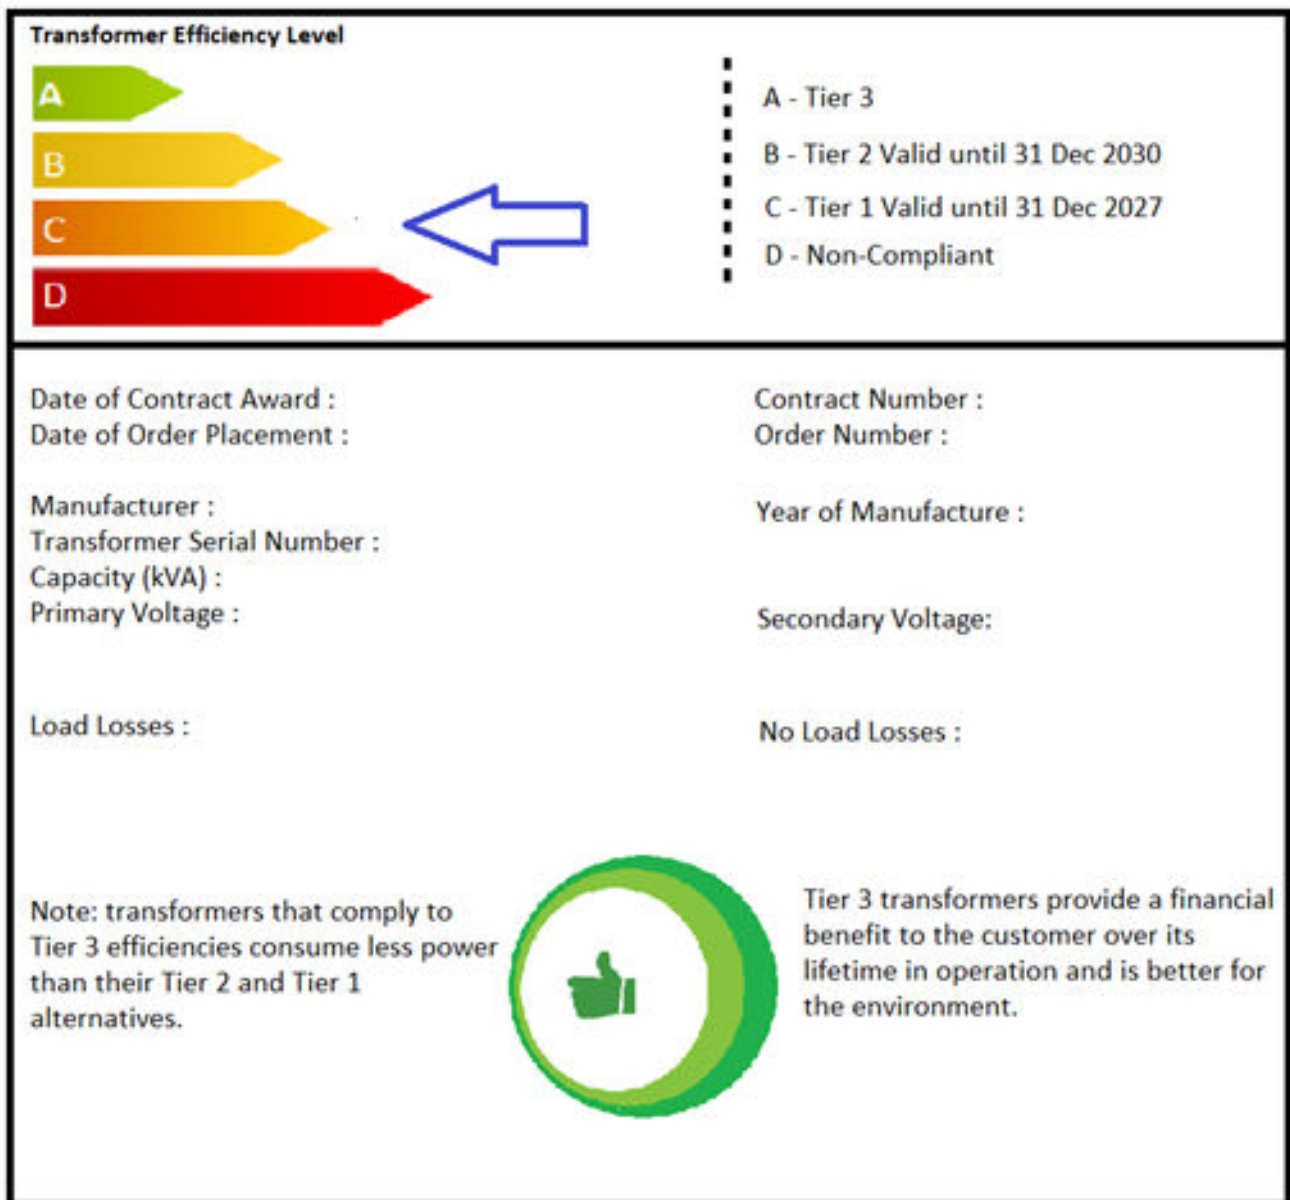 Transformer Efficiency Level
A
B
C
D
A - Tier 3
B - Tier 2 Valid until 31 Dec 2030
C - Tier 1 Valid until 31 Dec 2027
D - Non-Compliant
Date of Contract Award :
Contract Number :
Date of Order Placement :
Order Number :
Manufacturer :
Year of Manufacture :
Transformer Serial Number :
Capacity (kVA) :
Primary Voltage :
Secondary Voltage:
Load Losses :
No Load Losses :
Note: transformers that comply to
Tier 3 efficiencies consume less power
than their Tier 2 and Tier 1
alternatives.
Tier 3 transformers provide a financial
benefit to the customer over its
lifetime in operation and is better for
the environment.